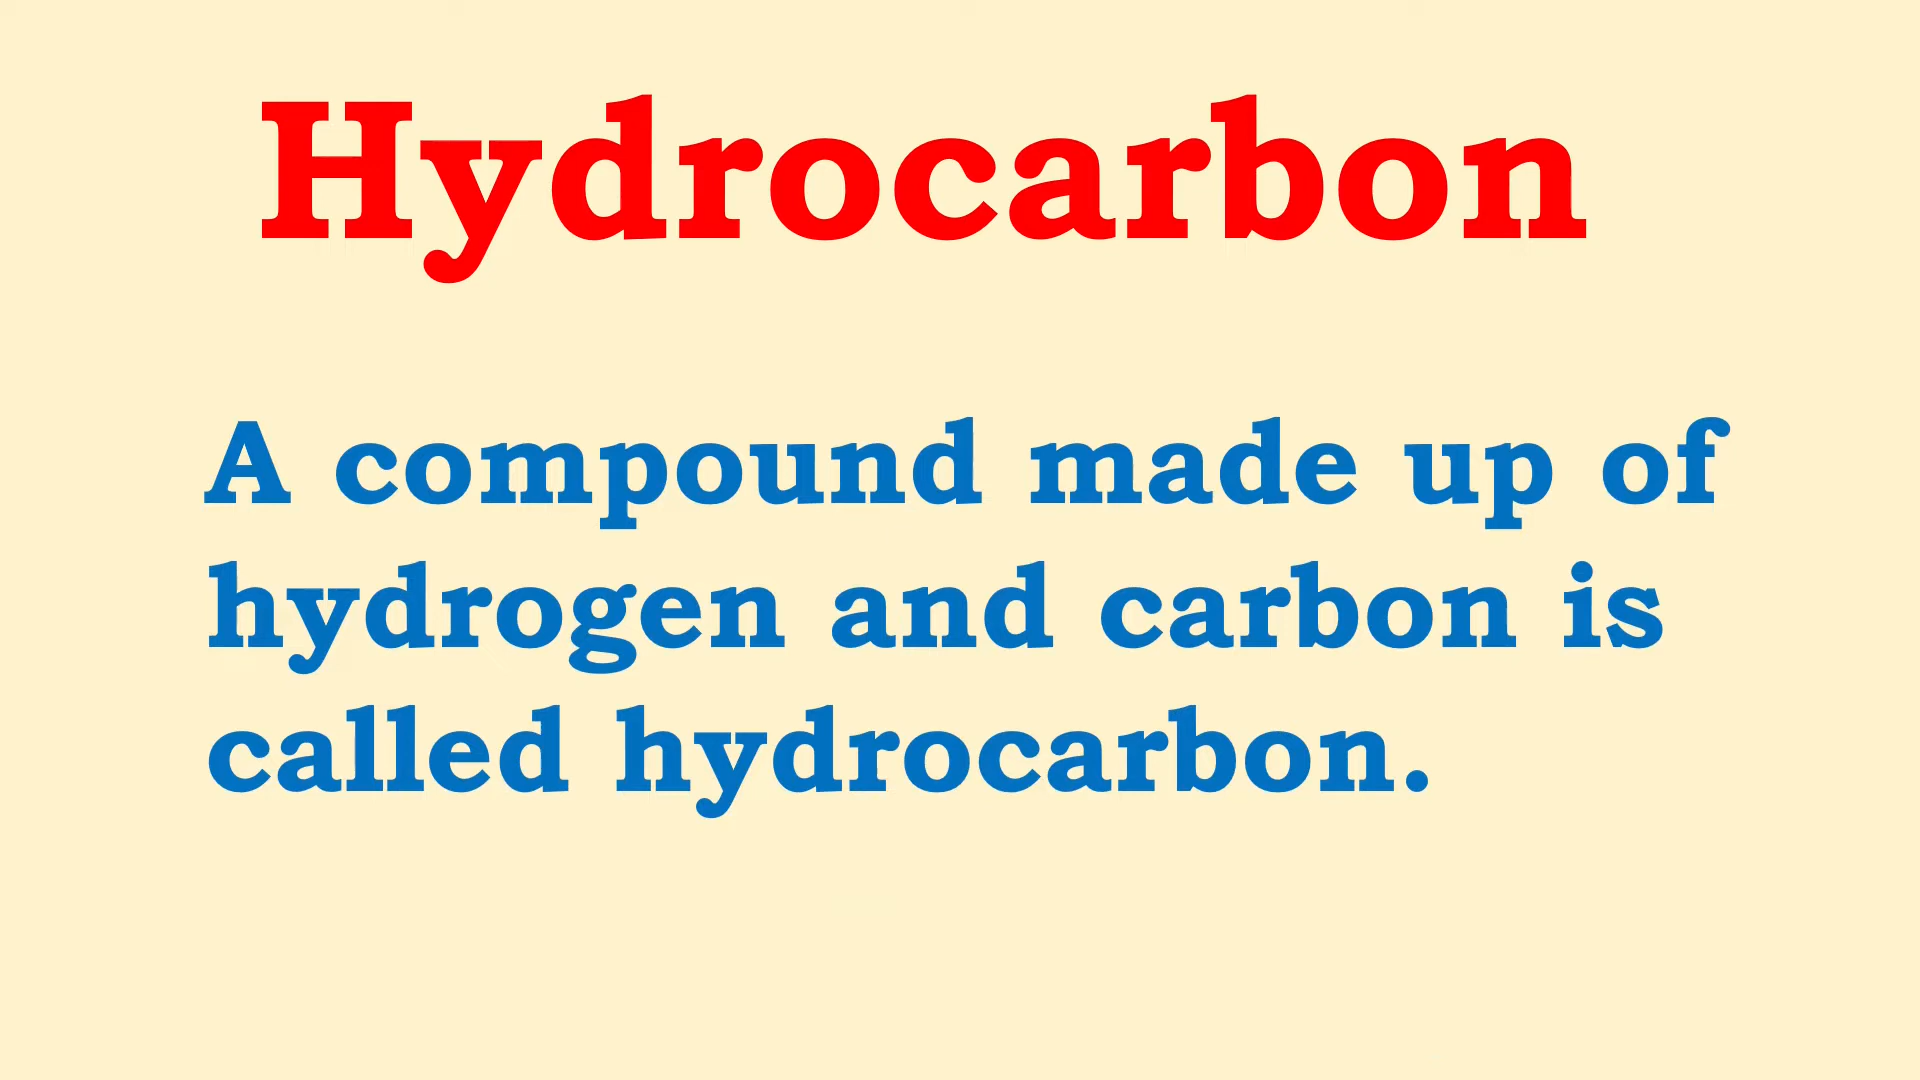 Hydrocarbon
A compound made up of
hydrogen and carbon is
called hydrocarbon.